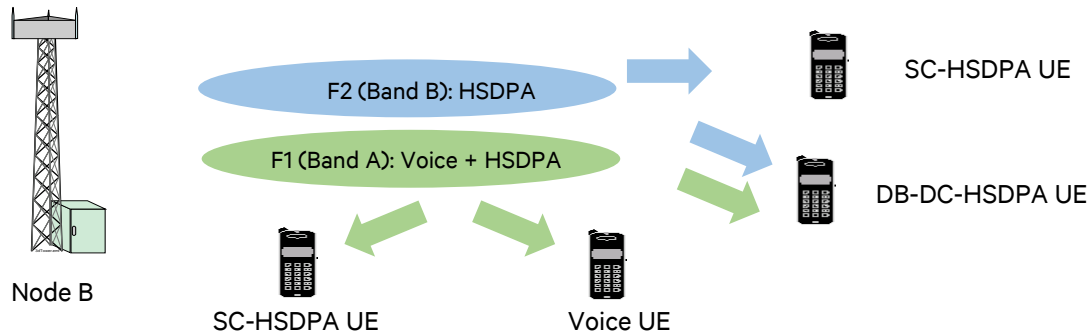 SC-HSDPA UE
F2 (Band B): HSDPA
F1 (Band A): Voice + HSDPA
DB-DC-HSDPA UE
Node B
SC-HSDPA UE
Voice UE